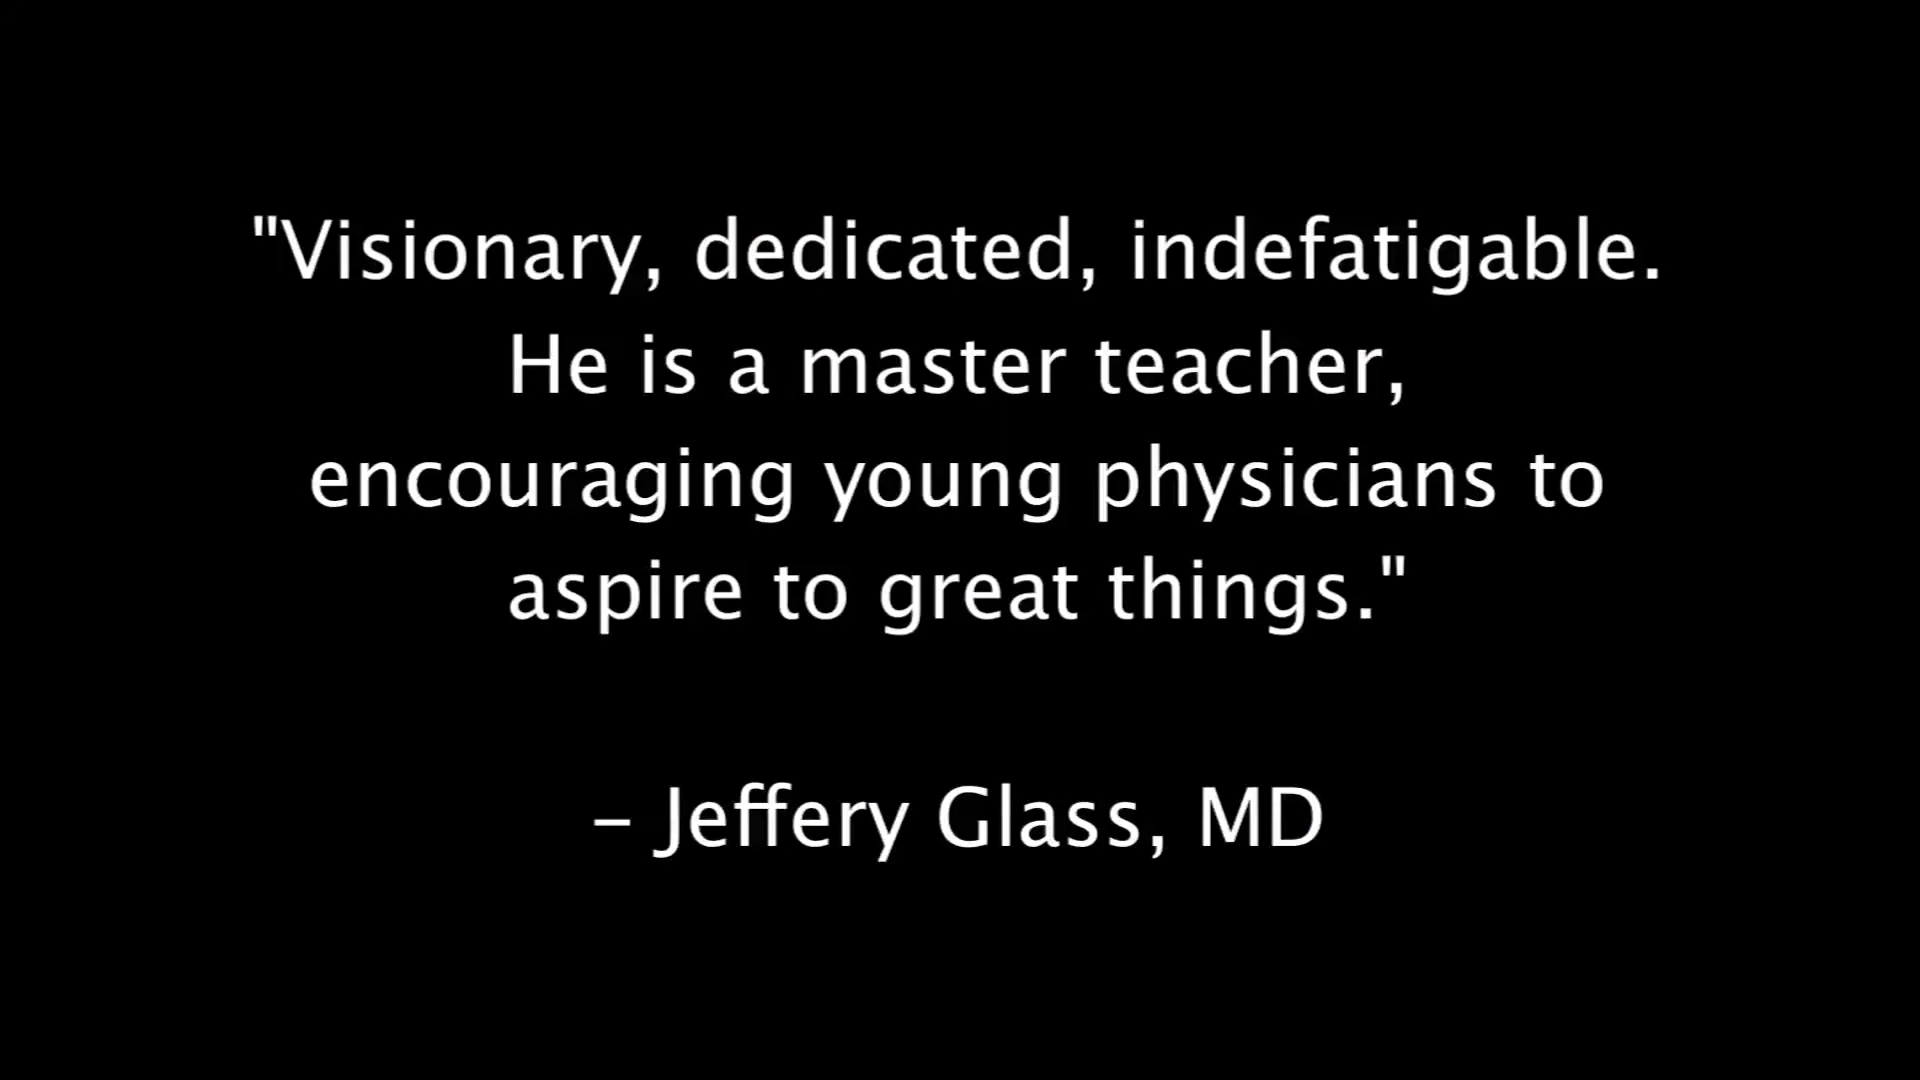 "Visionary, dedicated, indefatigable.
He is a master teacher,
encouraging young physicians to
aspire to great things."
– Jeffery Glass, MD